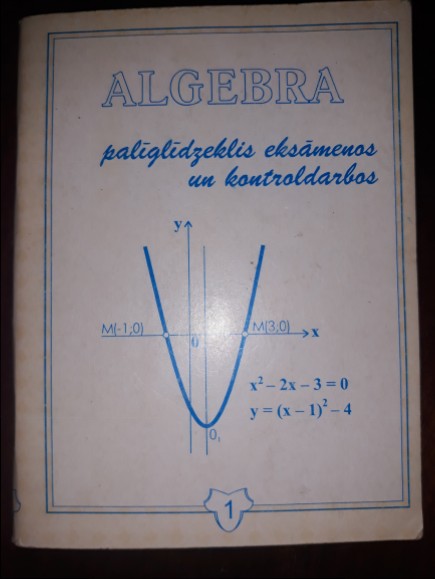 ALGEBRA
palīglīdzeklis eksāmenos
un kontroldarbos
y
M(-1;0)
M(3;0)
x
0
x² – 2x – 3 = 0
y = (x – 1)² – 4
0₁
1